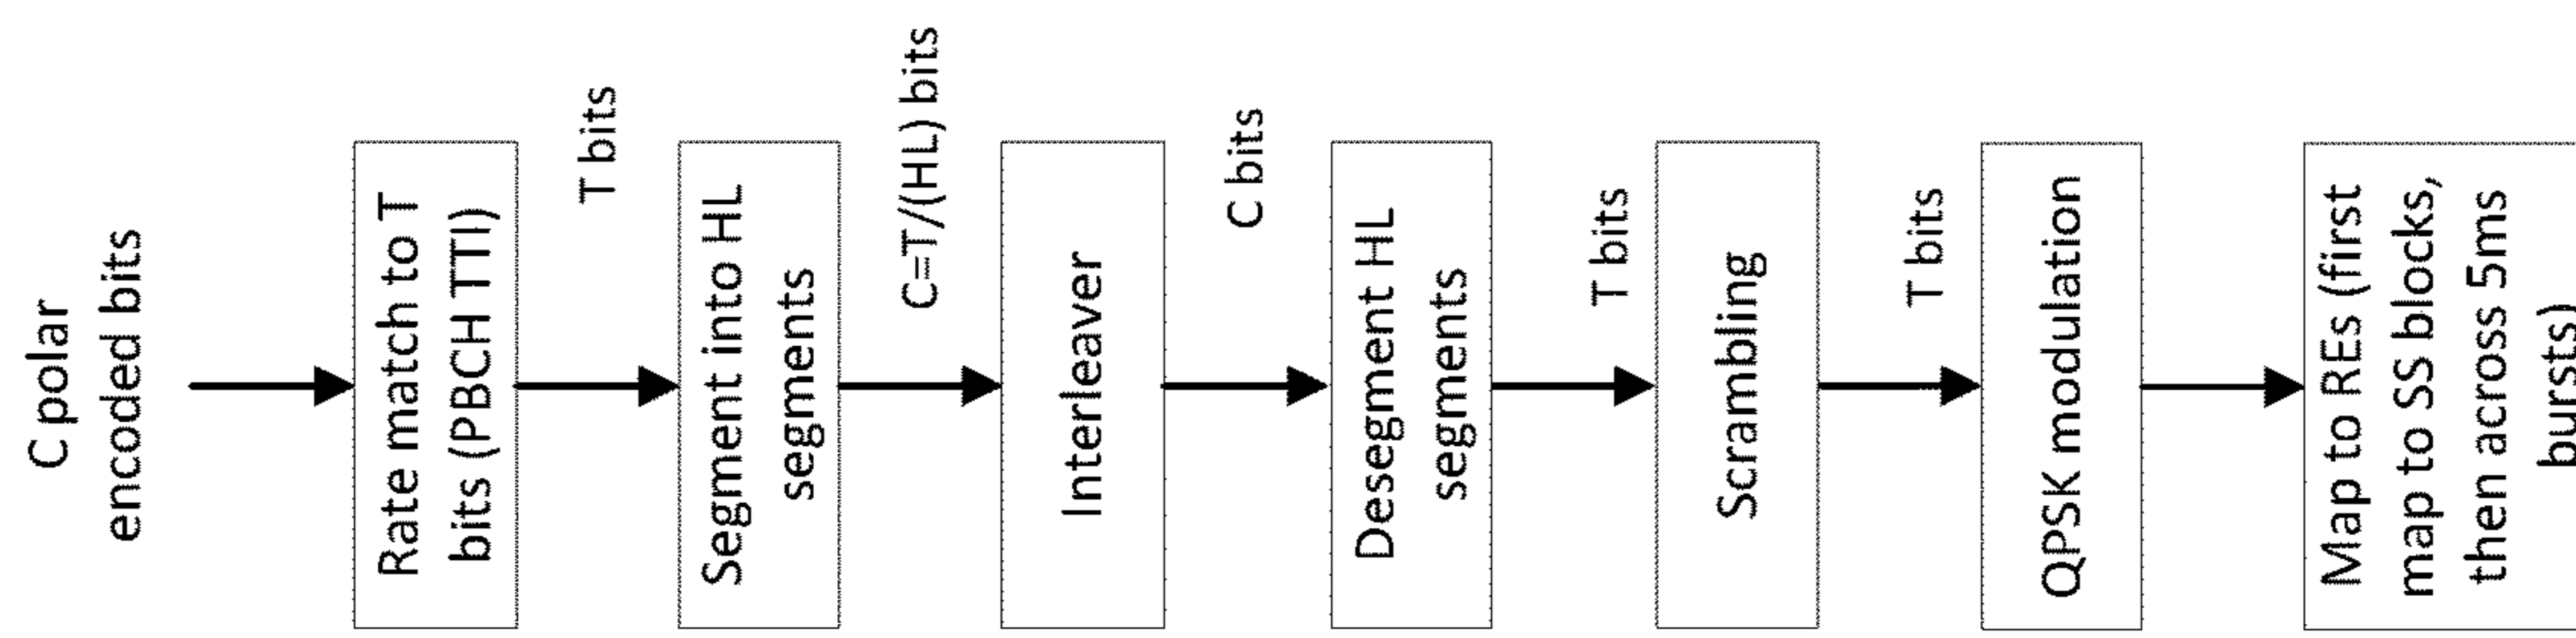 C polar
encoded bits
Rate match to T
bits (PBCH TTI)
T bits
Segment into HL
segments
C=T/(HL) bits
Interleaver
C bits
Desegment HL
segments
T bits
Scrambling
T bits
QPSK modulation
Map to REs (first
map to SS blocks,
then across 5ms
bursts)